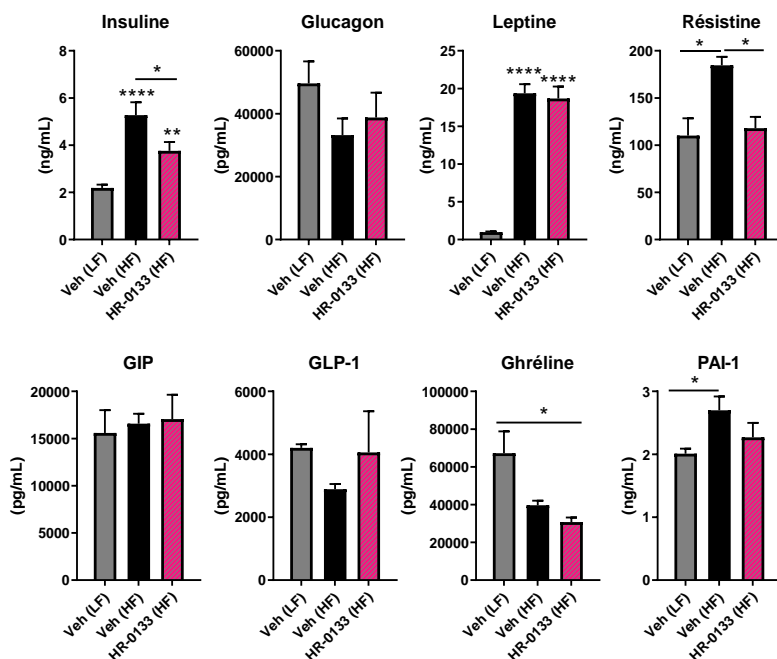 Insuline
Glucagon
Leptine
Résistine
(ng/mL)
8
6
4
2
0
****
*
**
Veh (LF)
Veh (HF)
HR-0133 (HF)
(pg/mL)
60000
40000
20000
0
Veh (LF)
Veh (HF)
HR-0133 (HF)
(ng/mL)
25
20
15
10
5
0
****
****
Veh (LF)
Veh (HF)
HR-0133 (HF)
(ng/mL)
200
150
100
50
0
*
*
Veh (LF)
Veh (HF)
HR-0133 (HF)
GIP
GLP-1
Ghréline
PAI-1
(pg/mL)
20000
15000
10000
5000
0
Veh (LF)
Veh (HF)
HR-0133 (HF)
(pg/mL)
6000
4000
2000
0
Veh (LF)
Veh (HF)
HR-0133 (HF)
(pg/mL)
100000
80000
60000
40000
20000
0
*
Veh (LF)
Veh (HF)
HR-0133 (HF)
(ng/mL)
3
2
1
0
*
Veh (LF)
Veh (HF)
HR-0133 (HF)